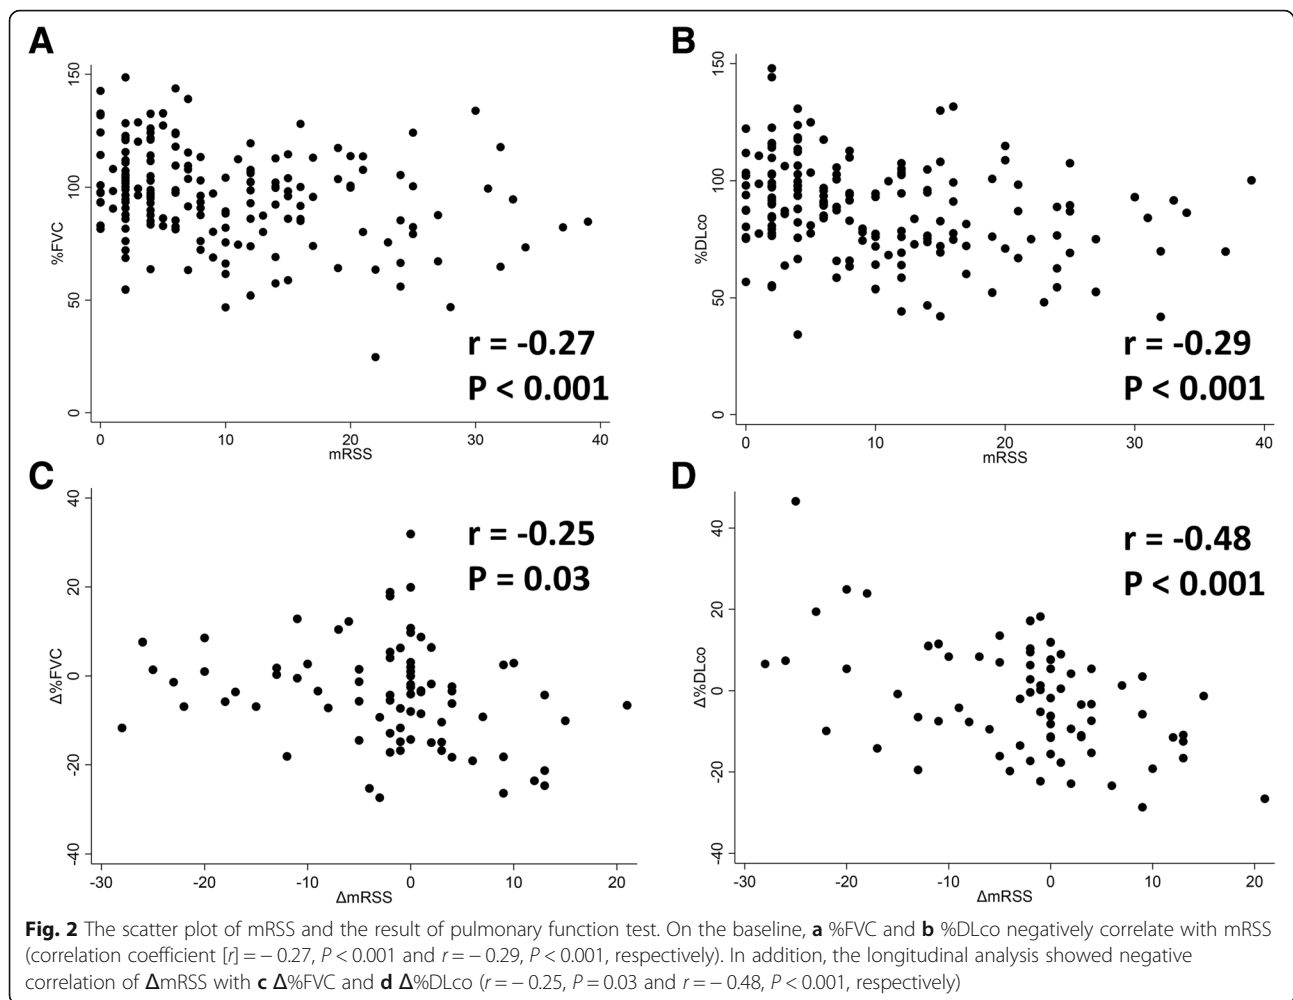 A
150
100
50
0
%FVC
r = -0.27
P < 0.001
0 10 20 30 40
mRSS
B
150
100
50
0
%DLco
r = -0.29
P < 0.001
0 10 20 30 40
mRSS
C
40
20
0
-20
-40
Δ%FVC
r = -0.25
P = 0.03
-30 -20 -10 0 10 20
ΔmRSS
D
40
20
0
-20
-40
Δ%DLco
r = -0.48
P < 0.001
-30 -20 -10 0 10 20
ΔmRSS
Fig. 2 The scatter plot of mRSS and the result of pulmonary function test. On the baseline, a %FVC and b %DLco negatively correlate with mRSS
(correlation coefficient [r] = − 0.27, P < 0.001 and r = − 0.29, P < 0.001, respectively). In addition, the longitudinal analysis showed negative
correlation of ΔmRSS with c Δ%FVC and d Δ%DLco (r = − 0.25, P = 0.03 and r = − 0.48, P < 0.001, respectively)